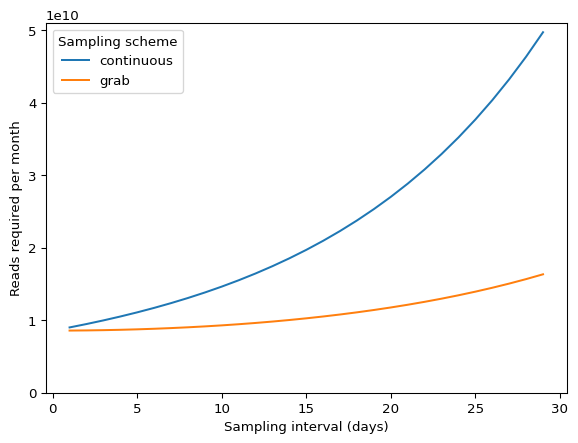 1e10
Sampling scheme
continuous
grab
Reads required per month
5
4
3
2
1
0
0 5 10 15 20 25 30
Sampling interval (days)